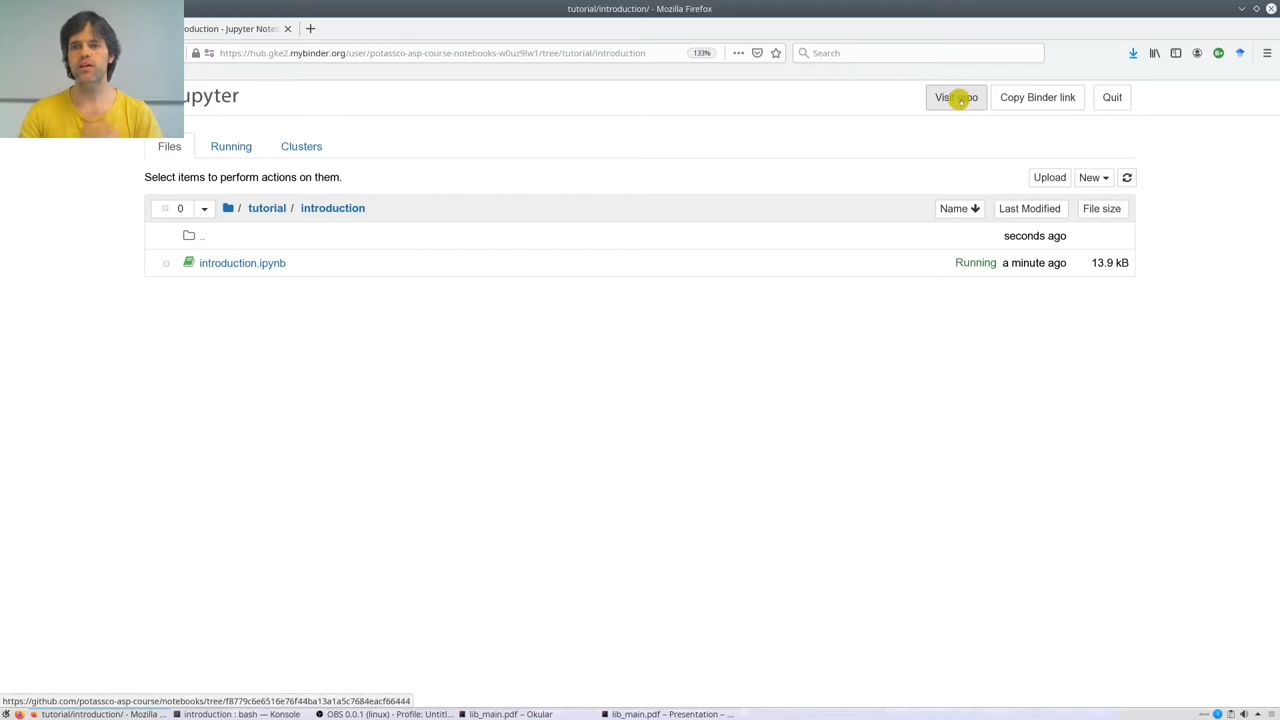 tutorial/introduction/ - Mozilla Firefox
oduction - Jupyter Noteb
https://hub.gke2.mybinder.org/user/potassco-asp-course-notebooks-w0uz9lw1/tree/tutorial/introduction
133%
Search
upyter
Visit repo
Copy Binder link
Quit
Files
Running
Clusters
Select items to perform actions on them.
Upload
New
0
/ tutorial / introduction
Name
Last Modified
File size
..
seconds ago
introduction.ipynb
Running
a minute ago
13.9 kB
https://github.com/potassco-asp-course/notebooks/tree/f8779c6e6516e76f44ba13a1a5c7684eacf66444
tutorial/introduction/ - Mozilla ...
introduction : bash — Konsole
OBS 0.0.1 (linux) - Profile: Untitl...
lib_main.pdf – Okular
lib_main.pdf – Presentation – ...